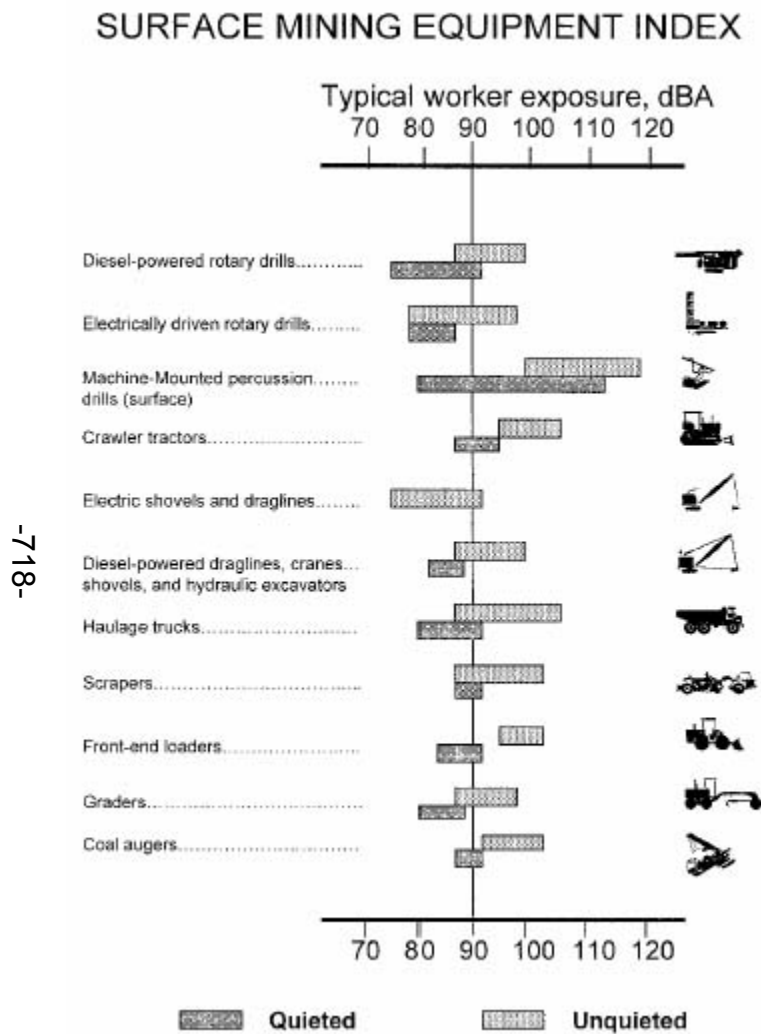 SURFACE MINING EQUIPMENT INDEX
Typical worker exposure, dBA
70 80 90 100 110 120
Diesel-powered rotary drills............
Electrically driven rotary drills.........
Machine-Mounted percussion........
drills (surface)
Crawler tractors............................
Electric shovels and draglines........
Diesel-powered draglines, cranes...
shovels, and hydraulic excavators
Haulage trucks.............................
Scrapers.....................................
Front-end loaders........................
Graders......................................
Coal augers................................
70 80 90 100 110 120
Quieted Unquieted
-718-